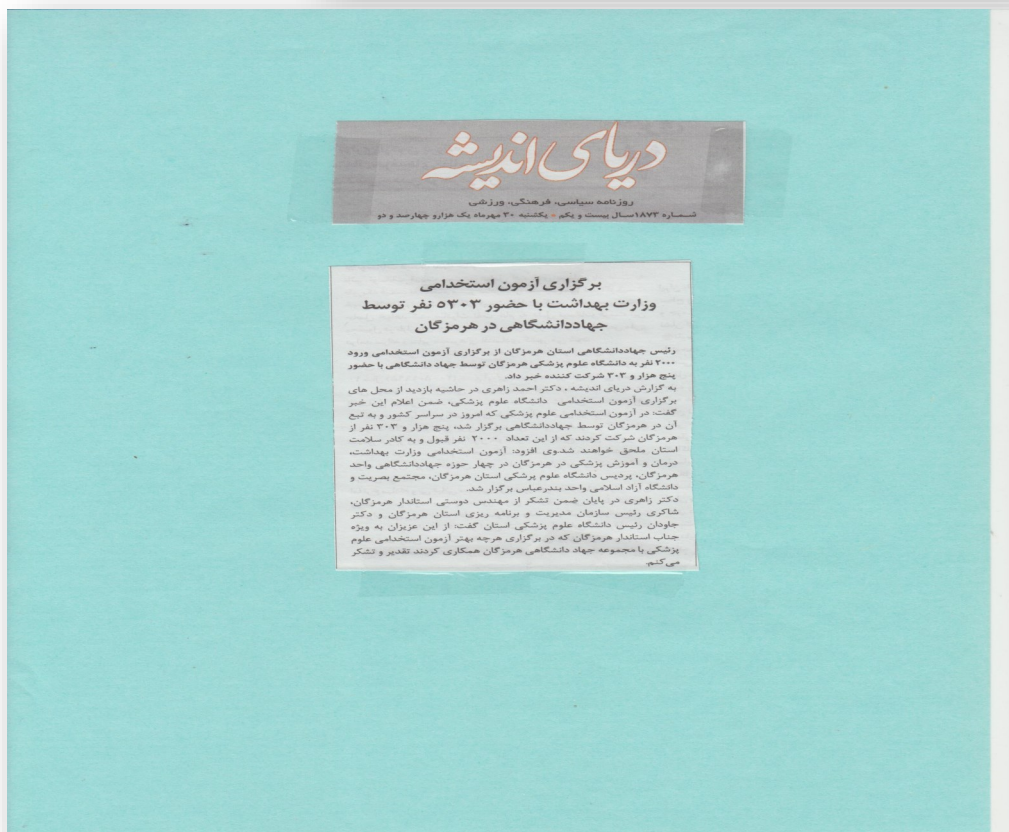 دریای اندیشه
روزنامه سیاسی، فرهنگی، ورزشی
شماره ۱۸۷۳سال بیست و یکم • یکشنبه ۳۰ مهرماه یک هزارو چهارصد و دو
برگزاری آزمون استخدامی
وزارت بهداشت با حضور ۵۳۰۳ نفر توسط
جهاددانشگاهی در هرمزگان
رئیس جهاددانشگاهی استان هرمزگان از برگزاری آزمون استخدامی ورود
۲۰۰۰ نفر به دانشگاه علوم پزشکی هرمزگان توسط جهاد دانشگاهی با حضور
پنج هزار و ۳۰۳ شرکت کننده خبر داد.
به گزارش دریای اندیشه ، دکتر احمد زاهری در حاشیه بازدید از محل های
برگزاری آزمون استخدامی دانشگاه علوم پزشکی، ضمن اعلام این خبر
گفت: در آزمون استخدامی علوم پزشکی که امروز در سراسر کشور و به تبع
آن در هرمزگان توسط جهاددانشگاهی برگزار شد، پنج هزار و ۳۰۳ نفر از
هرمزگان شرکت کردند که از این تعداد ۲۰۰۰ نفر قبول و به کادر سلامت
استان ملحق خواهند شد.وی افزود: آزمون استخدامی وزارت بهداشت،
درمان و آموزش پزشکی در هرمزگان در چهار حوزه جهاددانشگاهی واحد
هرمزگان، پردیس دانشگاه علوم پرشکی استان هرمزگان، مجتمع بصریت و
دانشگاه آزاد اسلامی واحد بندرعباس برگزار شد.
دکتر زاهری در پایان ضمن تشکر از مهندس دوستی استاندار هرمزگان،
شاکری رئیس سازمان مدیریت و برنامه ریزی استان هرمزگان و دکتر
جاودان رئیس دانشگاه علوم پزشکی استان گفت: از این عزیزان به ویژه
جناب استاندار هرمزگان که در برگزاری هرچه بهتر آزمون استخدامی علوم
پزشکی با مجموعه جهاد دانشگاهی هرمزگان همکاری کردند تقدیر و تشکر
می‌کنم.